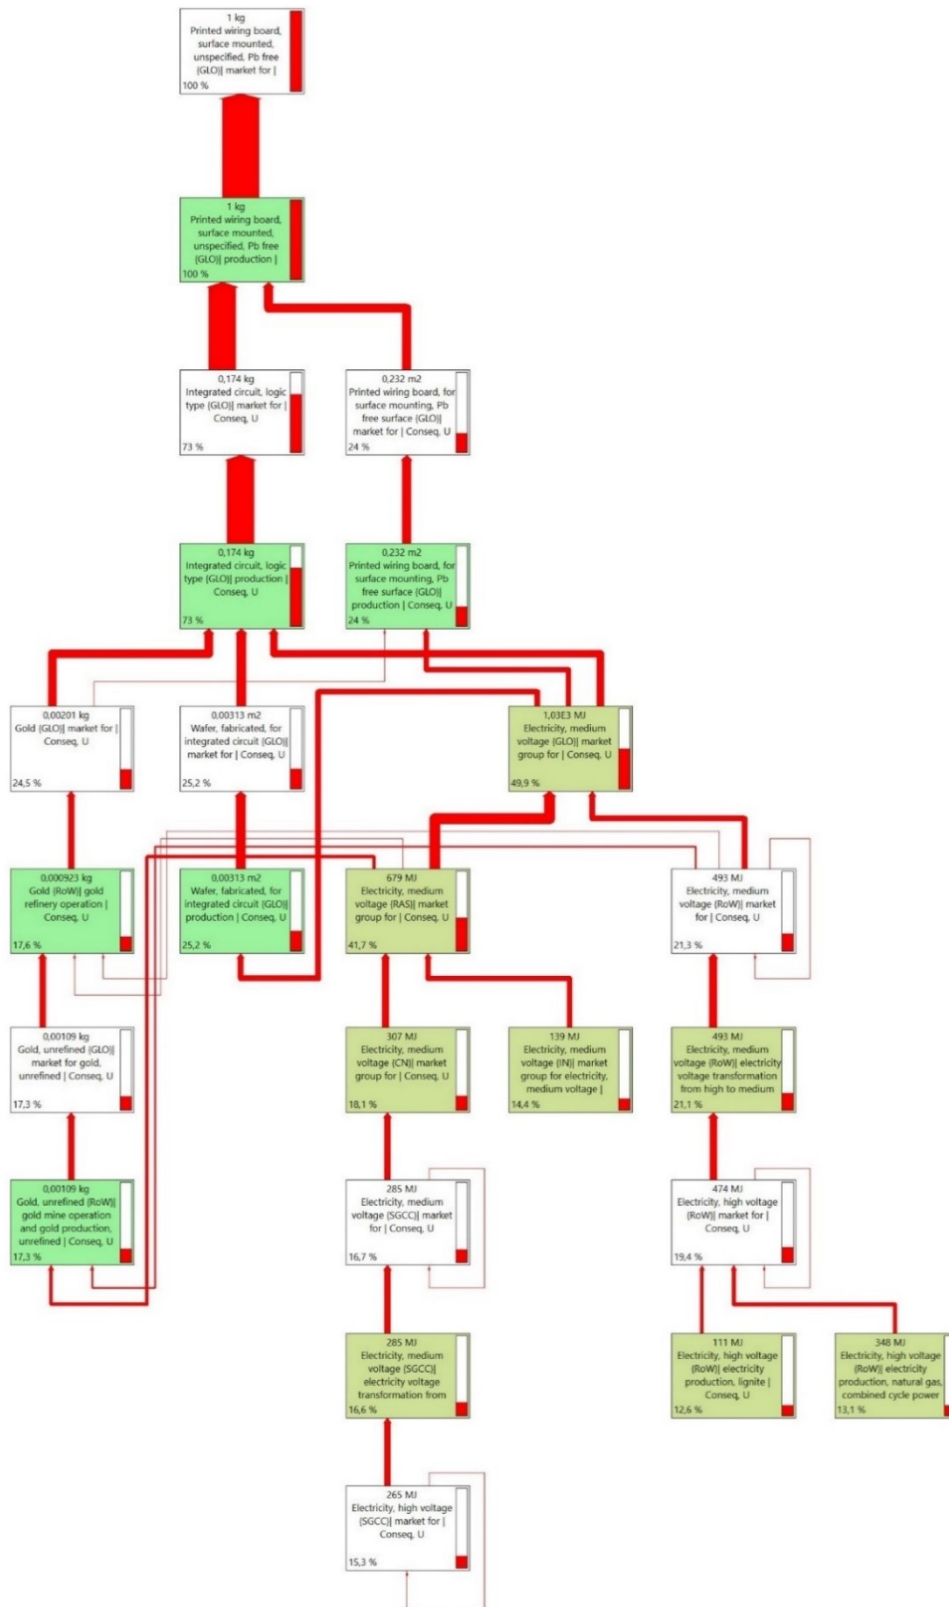 1 kg
Printed wiring board,
surface mounted,
unspecified, Pb free
{GLO}| market for |
100 %
1 kg
Printed wiring board,
surface mounted,
unspecified, Pb free
{GLO}| production |
100 %
0,174 kg
Integrated circuit, logic
type {GLO}| market for |
Conseq, U
73 %
0,232 m2
Printed wiring board, for
surface mounting, Pb
free surface {GLO}|
market for | Conseq, U
24 %
0,174 kg
Integrated circuit, logic
type {GLO}| production |
Conseq, U
73 %
0,232 m2
Printed wiring board, for
surface mounting, Pb
free surface {GLO}|
production | Conseq, U
24 %
0,00201 kg
Gold {GLO}| market for |
Conseq, U
24,5 %
0,00313 m2
Wafer, fabricated, for
integrated circuit {GLO}|
market for | Conseq, U
25,2 %
1,03E3 MJ
Electricity, medium
voltage {GLO}| market
group for | Conseq, U
49,9 %
0,000923 kg
Gold {RoW}| gold
refinery operation |
Conseq, U
17,6 %
0,00313 m2
Wafer, fabricated, for
integrated circuit {GLO}|
production | Conseq, U
25,2 %
679 MJ
Electricity, medium
voltage {RAS}| market
group for | Conseq, U
41,7 %
493 MJ
Electricity, medium
voltage {RoW}| market
for | Conseq, U
21,3 %
0,00109 kg
Gold, unrefined {GLO}|
market for gold,
unrefined | Conseq, U
17,3 %
307 MJ
Electricity, medium
voltage {CN}| market
group for | Conseq, U
18,1 %
139 MJ
Electricity, medium
voltage {IN}| market
group for electricity,
medium voltage |
14,4 %
493 MJ
Electricity, medium
voltage {RoW}| electricity
voltage transformation
from high to medium
21,1 %
0,00109 kg
Gold, unrefined {RoW}|
gold mine operation
and gold production,
unrefined | Conseq, U
17,3 %
285 MJ
Electricity, medium
voltage {SGCC}| market
for | Conseq, U
16,7 %
474 MJ
Electricity, high voltage
{RoW}| market for |
Conseq, U
19,4 %
285 MJ
Electricity, medium
voltage {SGCC}|
electricity voltage
transformation from
16,6 %
111 MJ
Electricity, high voltage
{RoW}| electricity
production, lignite |
Conseq, U
12,6 %
348 MJ
Electricity, high voltage
{RoW}| electricity
production, natural gas,
combined cycle power
13,1 %
265 MJ
Electricity, high voltage
{SGCC}| market for |
Conseq, U
15,3 %